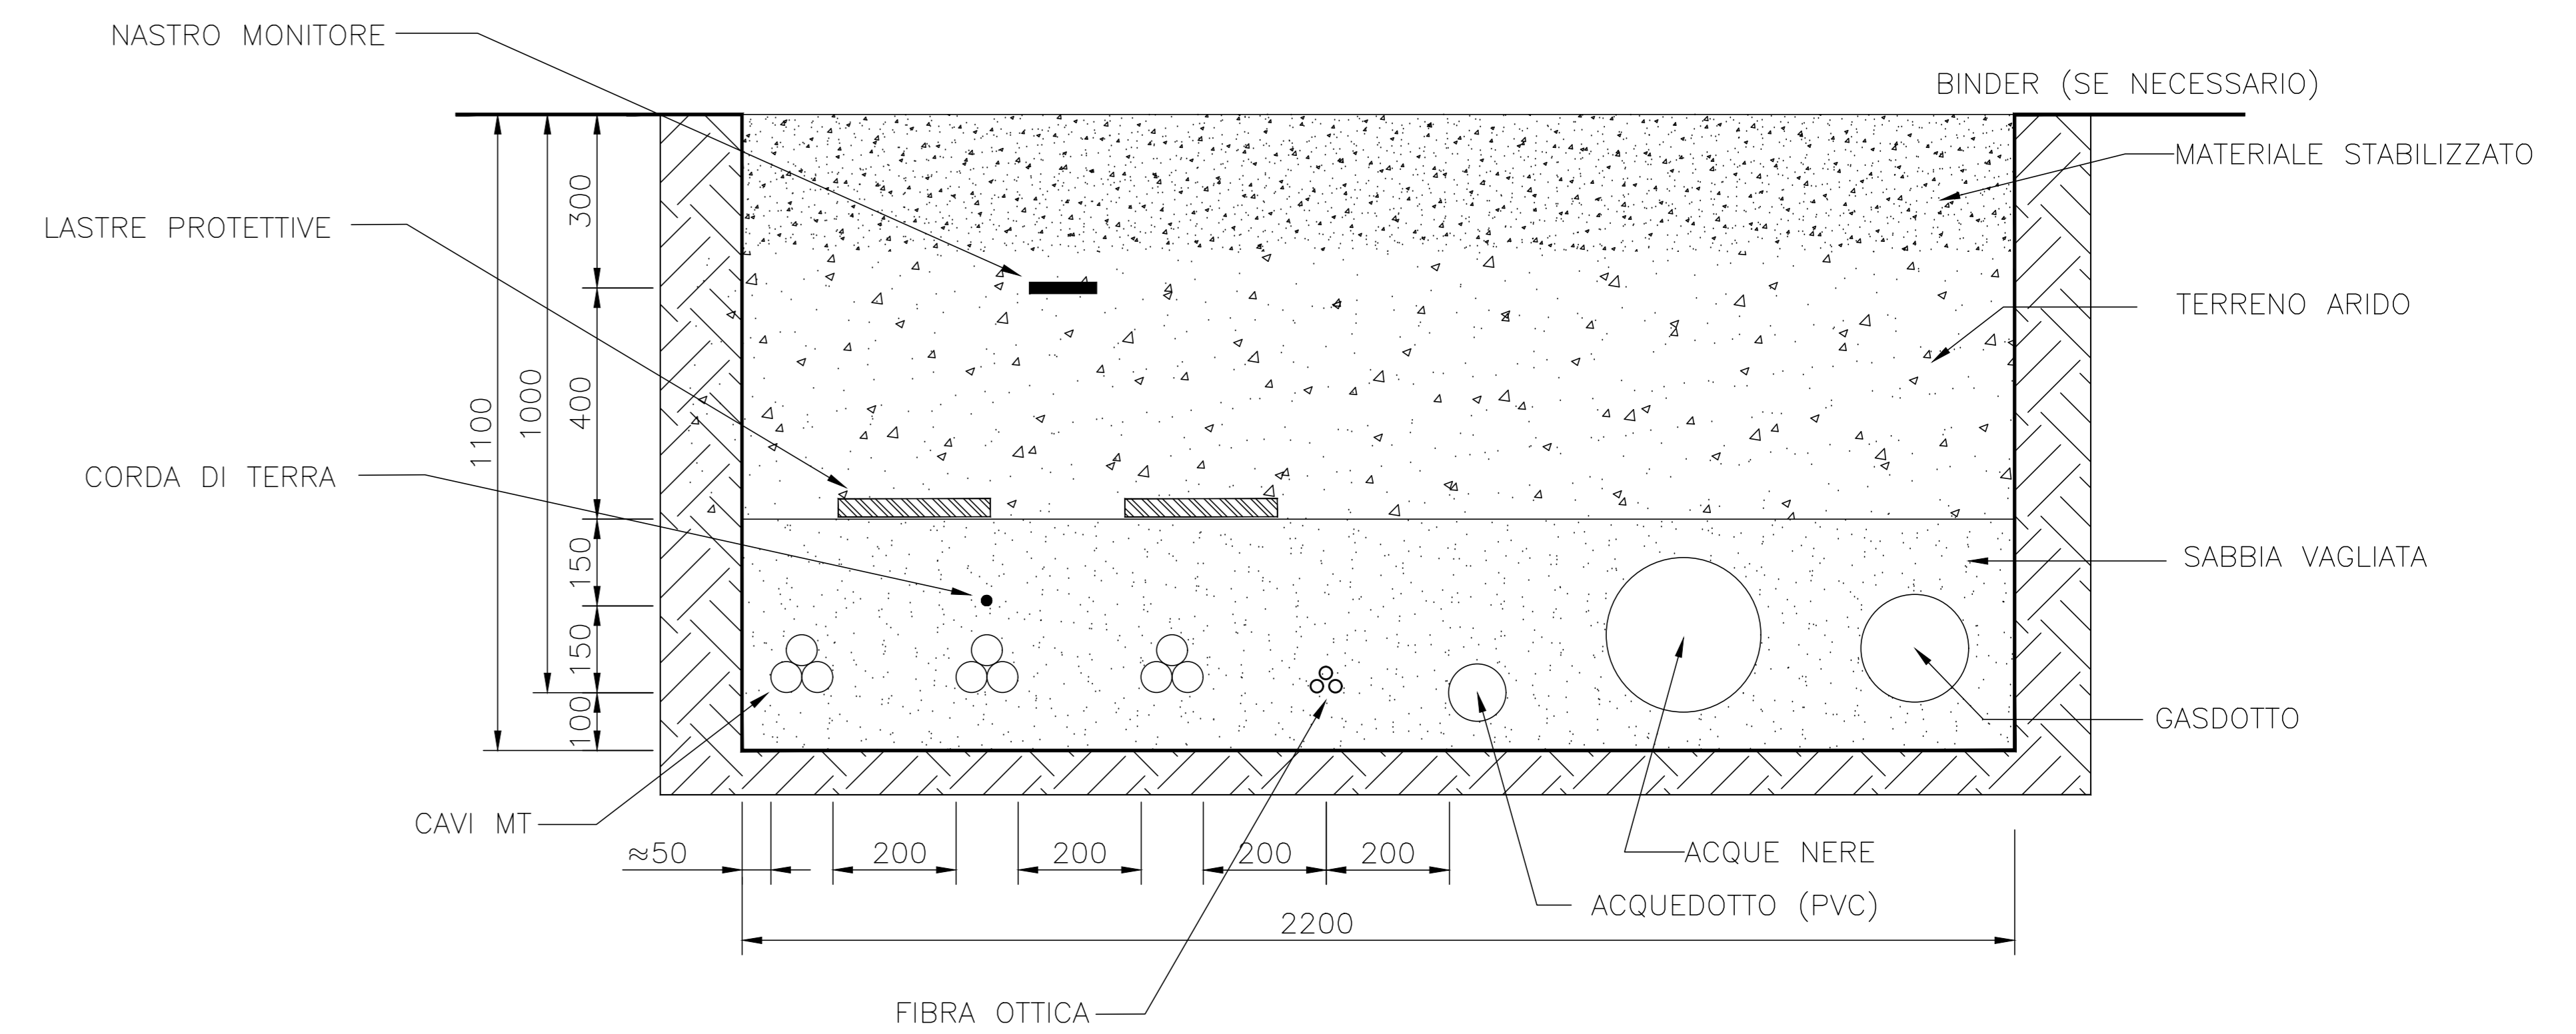 NASTRO MONITORE
BINDER (SE NECESSARIO)
MATERIALE STABILIZZATO
300
LASTRE PROTETTIVE
TERRENO ARIDO
1100
1000
400
CORDA DI TERRA
150
SABBIA VAGLIATA
150
100
GASDOTTO
CAVI MT
≈50
200
200
200
200
ACQUE NERE
ACQUEDOTTO (PVC)
2200
FIBRA OTTICA